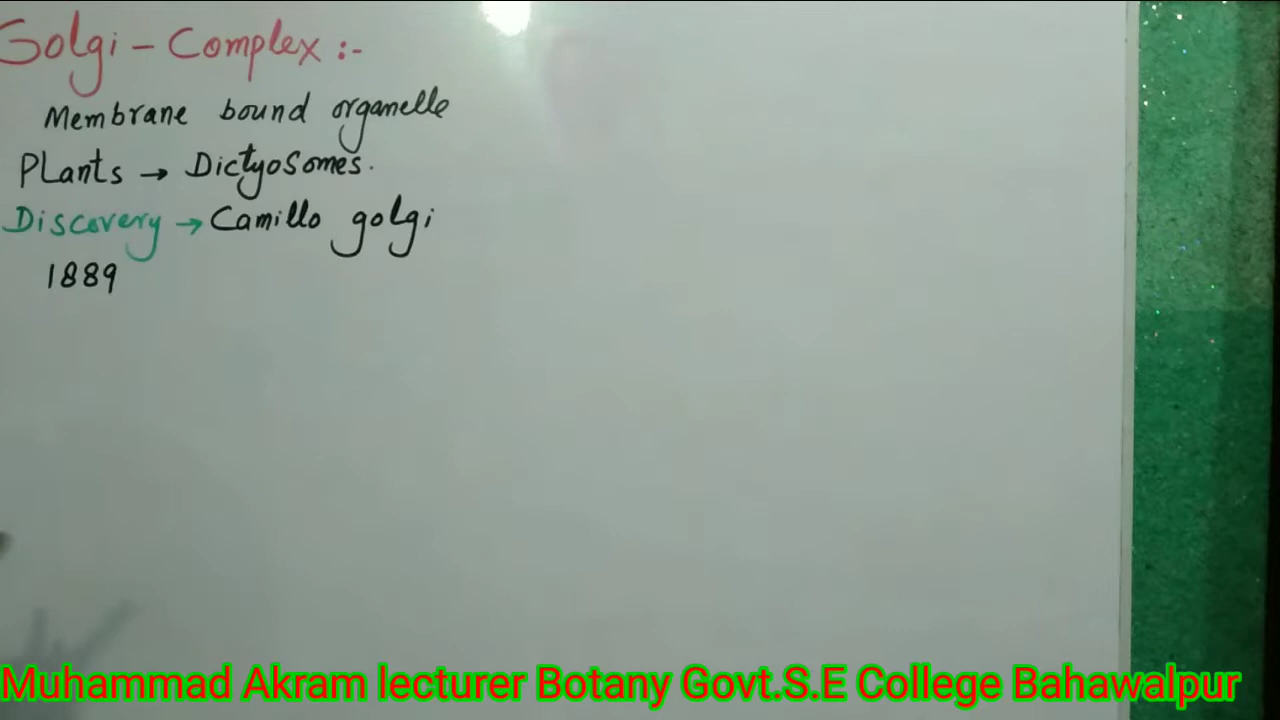 Golgi - Complex :-
Membrane bound organelle
Plants → Dictyosomes.
Discovery → Camillo golgi
1889
Muhammad Akram lecturer Botany Govt.S.E College Bahawalpur